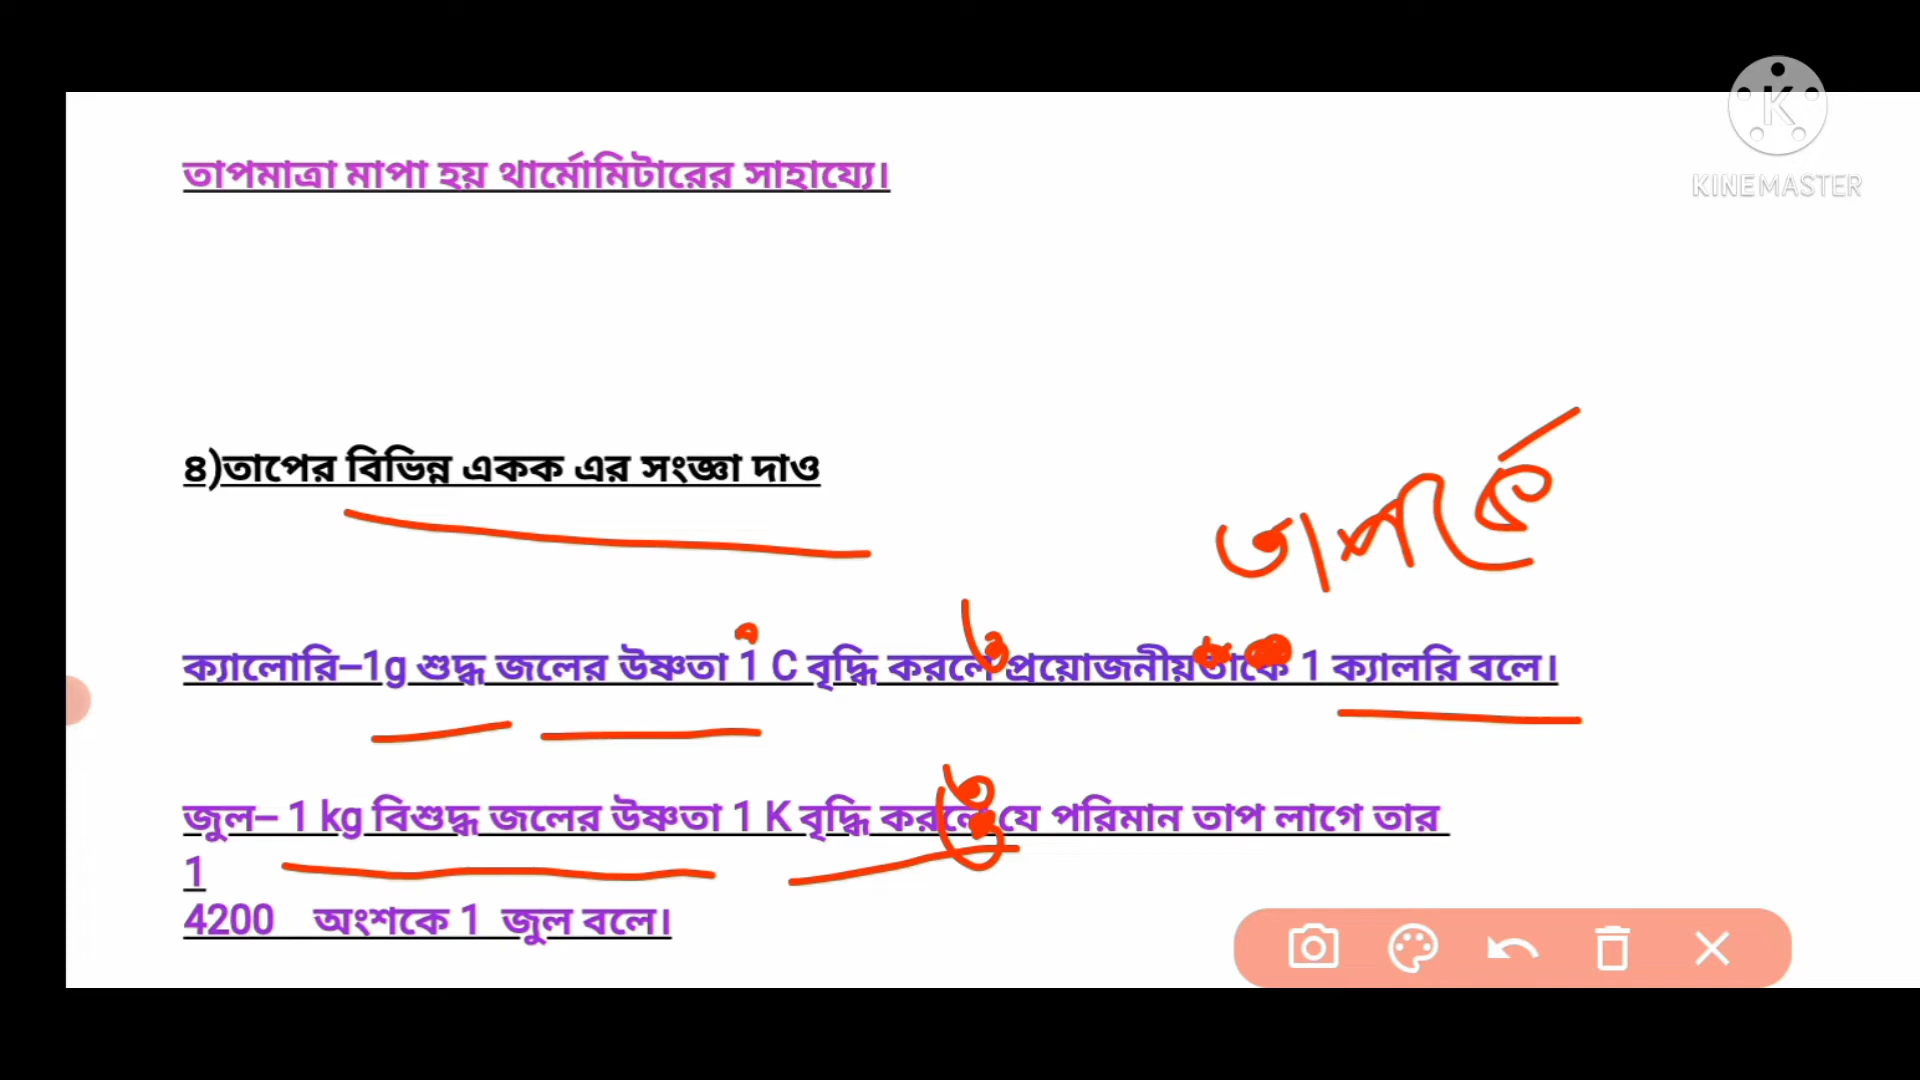 KINEMASTER
তাপমাত্রা মাপা হয় থার্মোমিটারের সাহায্যে।
৪)তাপের বিভিন্ন একক এর সংজ্ঞা দাও
তাপকে
ক্যালোরি–1g শুদ্ধ জলের উষ্ণতা 1 C বৃদ্ধি করলে প্রয়োজনীয়তাকে 1 ক্যালরি বলে।
জুল– 1 kg বিশুদ্ধ জলের উষ্ণতা 1 K বৃদ্ধি করলে যে পরিমান তাপ লাগে তার
1
4200 অংশকে 1 জুল বলে।